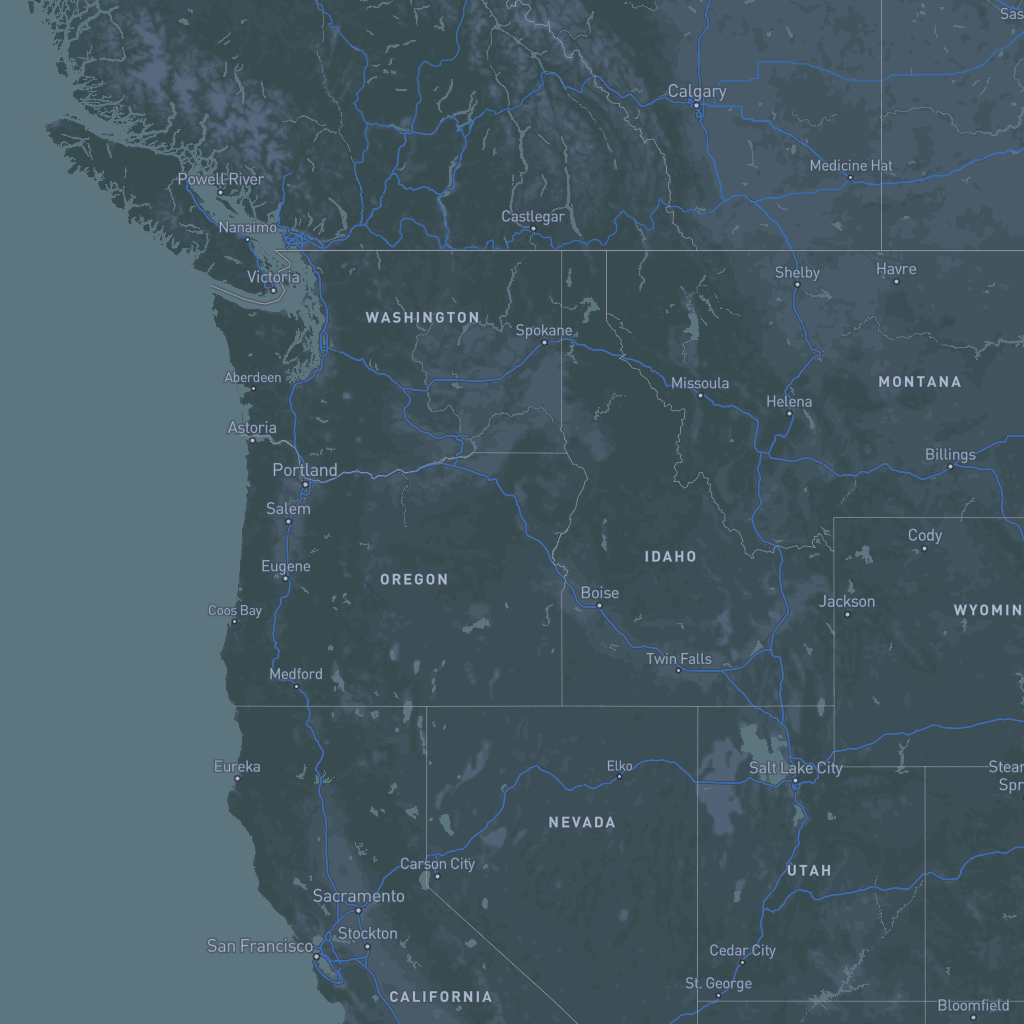 Sas
Calgary
Medicine Hat
Powell River
Castlegar
Nanaimo
Havre
Shelby
Victoria
WASHINGTON
Spokane
Aberdeen
Missoula
MONTANA
Helena
Astoria
Billings
Portland
Salem
Cody
IDAHO
Eugene
OREGON
Boise
Jackson
Coos Bay
WYOMIN
Twin Falls
Medford
Eureka
Elko
Salt Lake City
Steam
Spr
NEVADA
Carson City
UTAH
Sacramento
Stockton
San Francisco
Cedar City
St. George
CALIFORNIA
Bloomfield